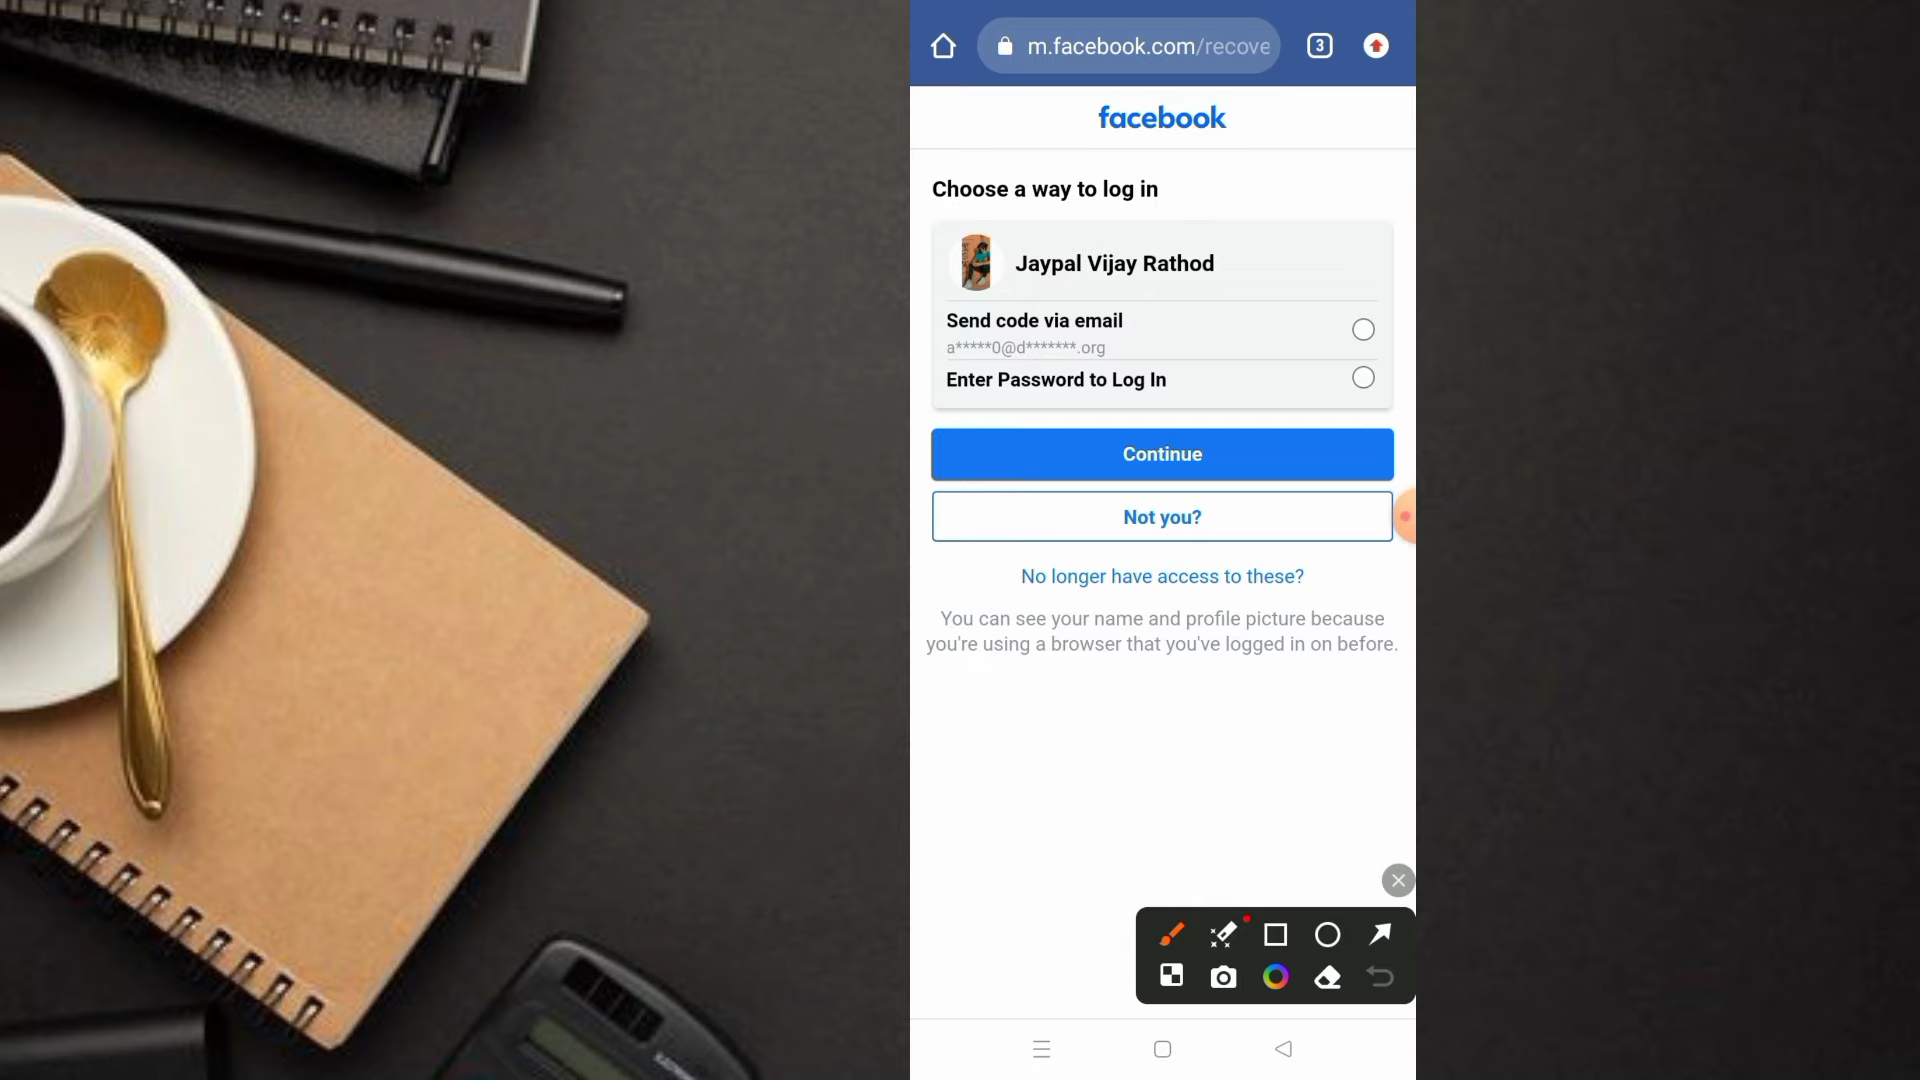 m.facebook.com/recove
3
facebook
Choose a way to log in
Jaypal Vijay Rathod
Send code via email
a*****0@d*******.org
Enter Password to Log In
Continue
Not you?
No longer have access to these?
You can see your name and profile picture because
you're using a browser that you've logged in on before.